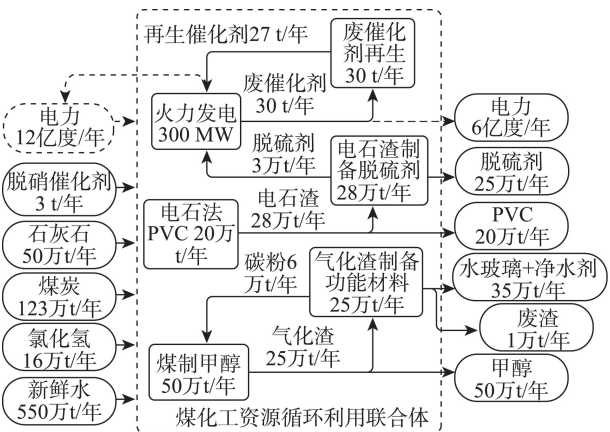 再生催化剂27 t/年
废催化
剂再生
30 t/年
废催化剂
30 t/年
电力
12亿度/年
火力发电
300 MW
电力
6亿度/年
脱硫剂
3万t/年
电石渣制
备脱硫剂
28万t/年
脱硫剂
25万t/年
脱硝催化剂
3 t/年
电石渣
28万t/年
电石法
PVC 20万
t/年
PVC
20万t/年
石灰石
50万t/年
碳粉6
万t/年
气化渣制备
功能材料
25万t/年
水玻璃+净水剂
35万t/年
煤炭
123万t/年
废渣
1万t/年
氯化氢
16万t/年
气化渣
25万t/年
煤制甲醇
50万t/年
甲醇
50万t/年
新鲜水
550万t/年
煤化工资源循环利用联合体